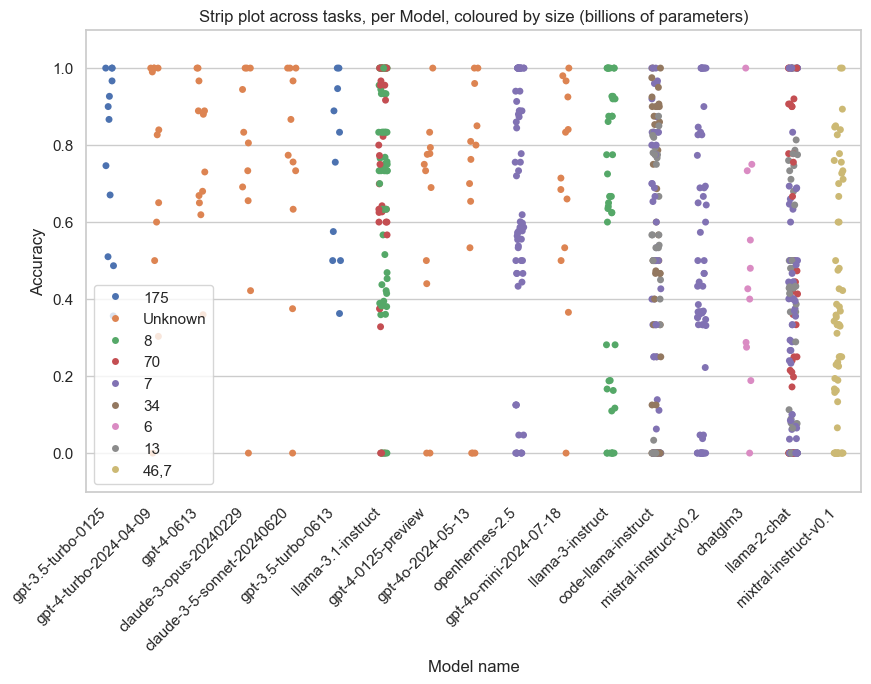 Strip plot across tasks, per Model, coloured by size (billions of parameters)
1.0
0.8
0.6
0.4
0.2
0.0
Accuracy
175
Unknown
8
70
7
34
6
13
46,7
gpt-3.5-turbo-0125
gpt-4-turbo-2024-04-09
gpt-4-0613
claude-3-opus-20240229
claude-3-5-sonnet-20240620
gpt-3.5-turbo-0613
llama-3.1-instruct
gpt-4-0125-preview
gpt-4o-2024-05-13
openhermes-2.5
gpt-4o-mini-2024-07-18
llama-3-instruct
code-llama-instruct
mistral-instruct-v0.2
chatglm3
llama-2-chat
mixtral-instruct-v0.1
Model name